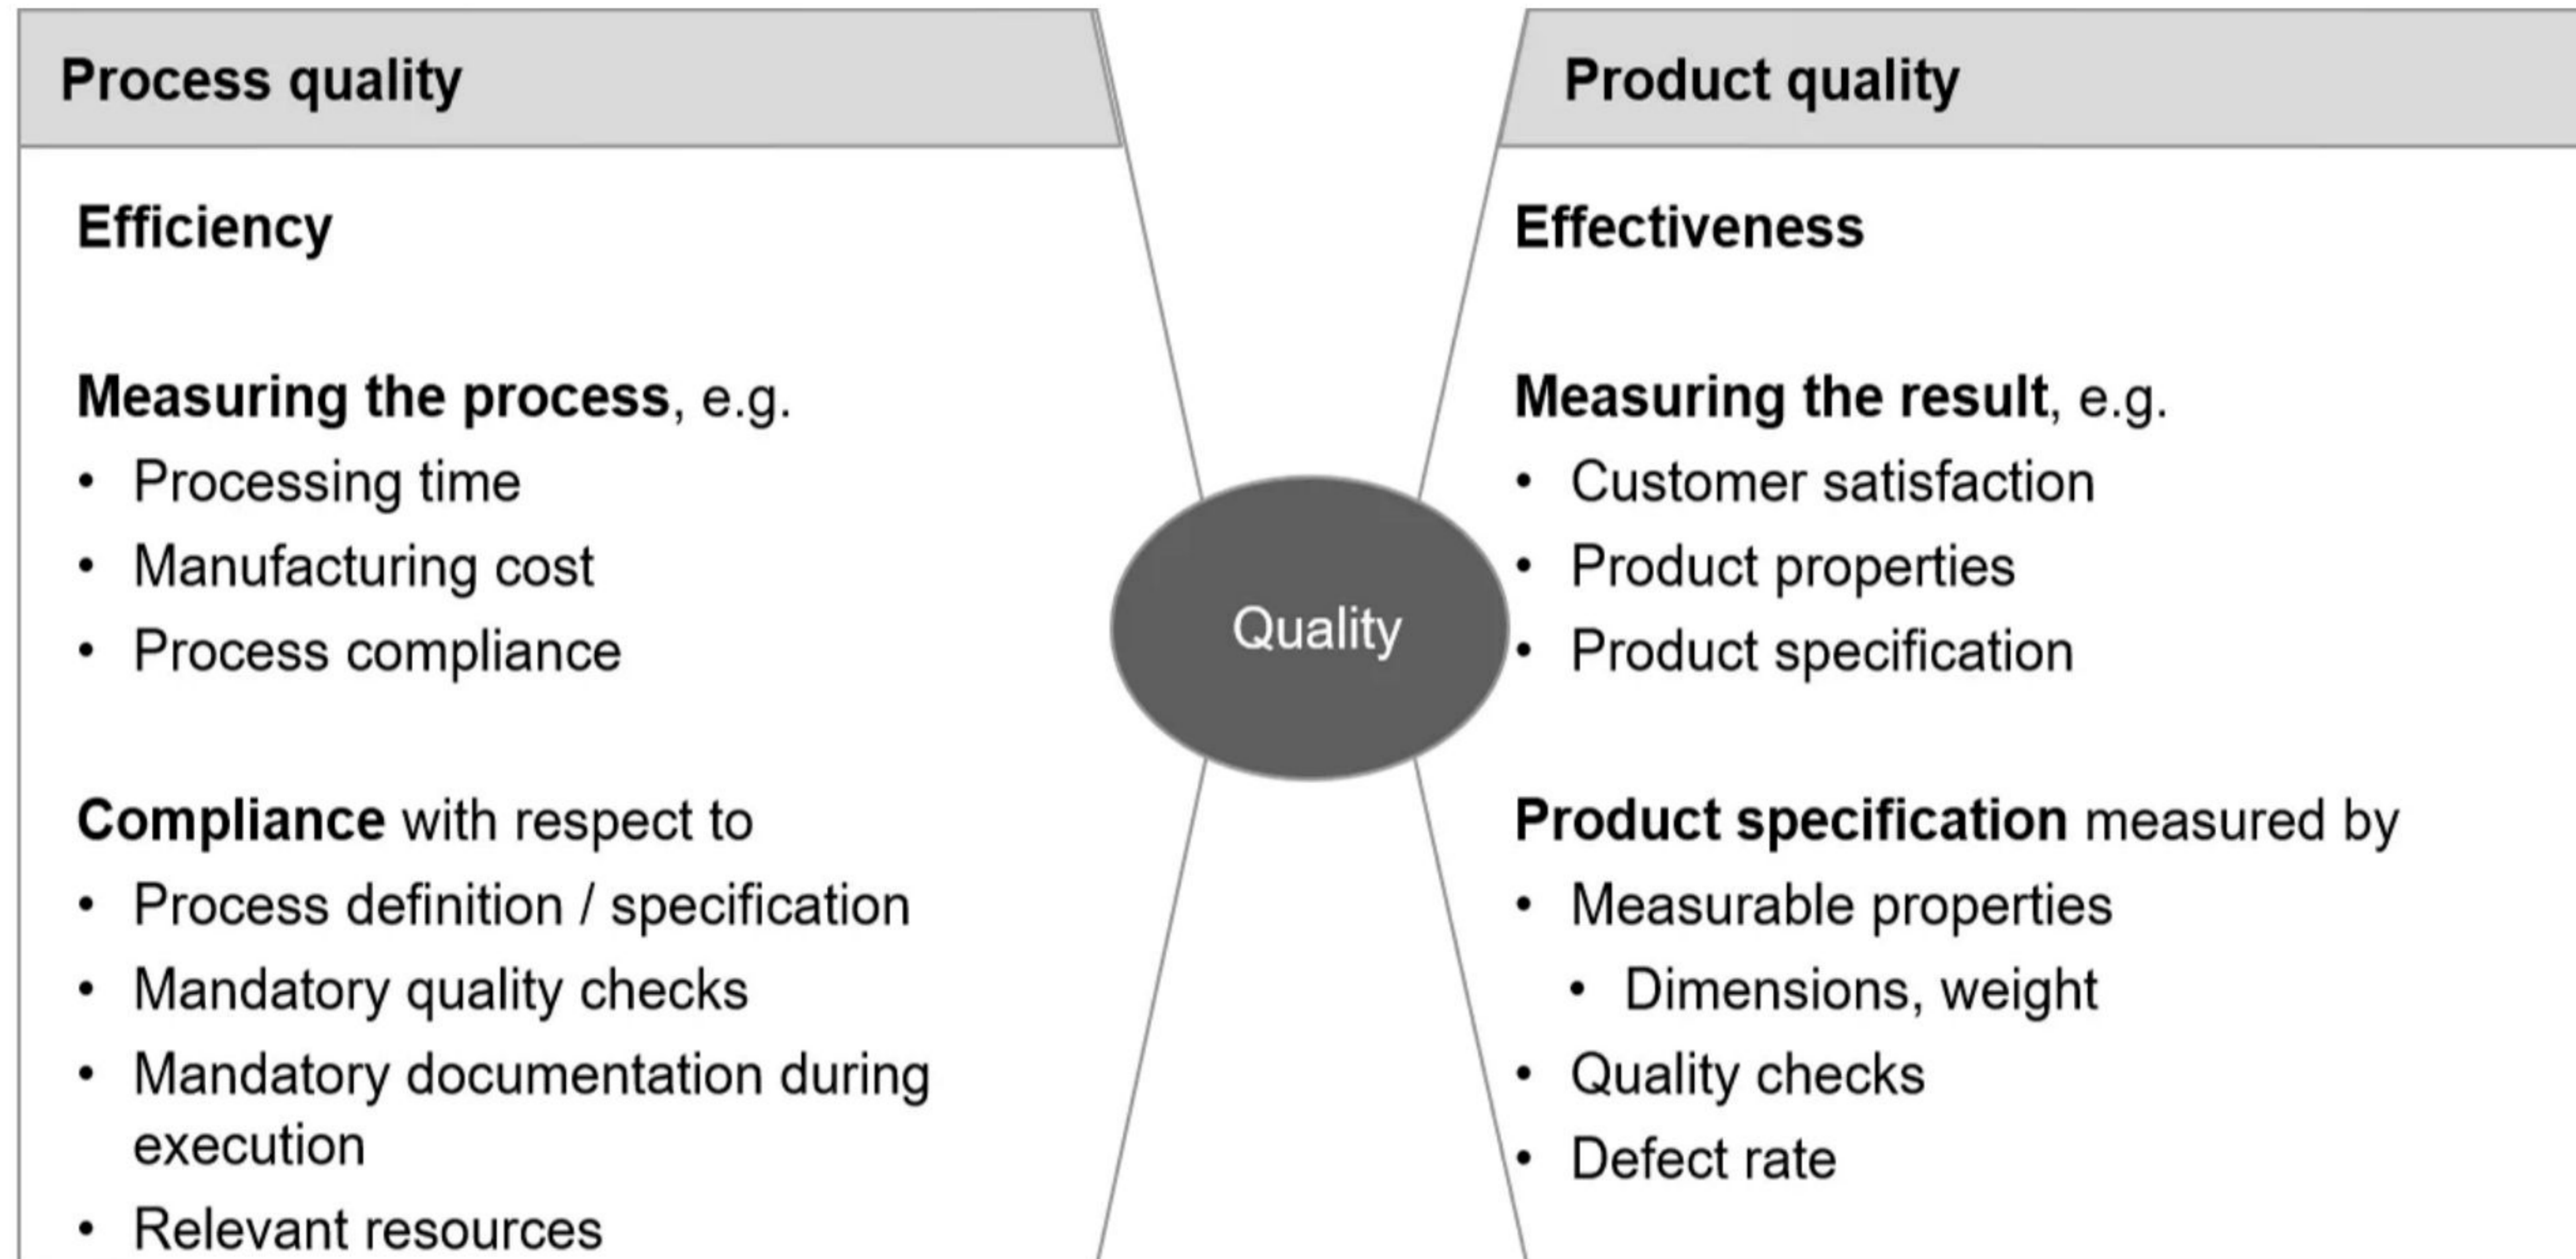 Process quality
Efficiency
Measuring the process, e.g.
• Processing time
• Manufacturing cost
• Process compliance
Compliance with respect to
• Process definition / specification
• Mandatory quality checks
• Mandatory documentation during
execution
• Relevant resources
Quality
Product quality
Effectiveness
Measuring the result, e.g.
• Customer satisfaction
• Product properties
• Product specification
Product specification measured by
• Measurable properties
• Dimensions, weight
• Quality checks
• Defect rate